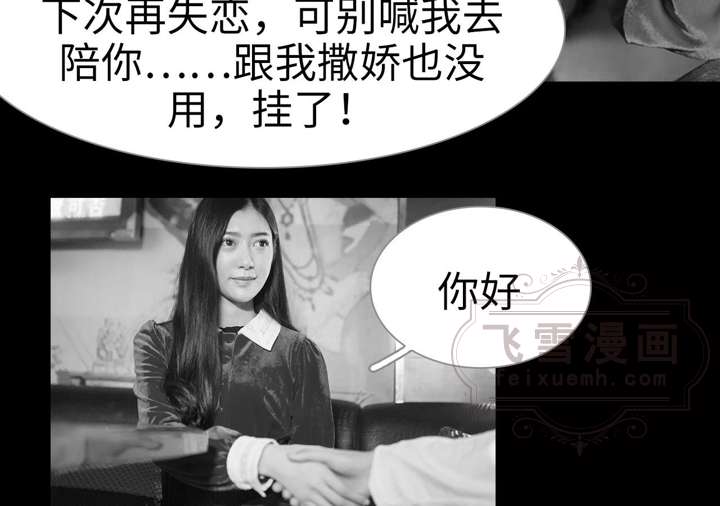 下次再失恋，可别喊我去
陪你……跟我撒娇也没
用，挂了！
你好
飞雪漫画
feixuemh.com